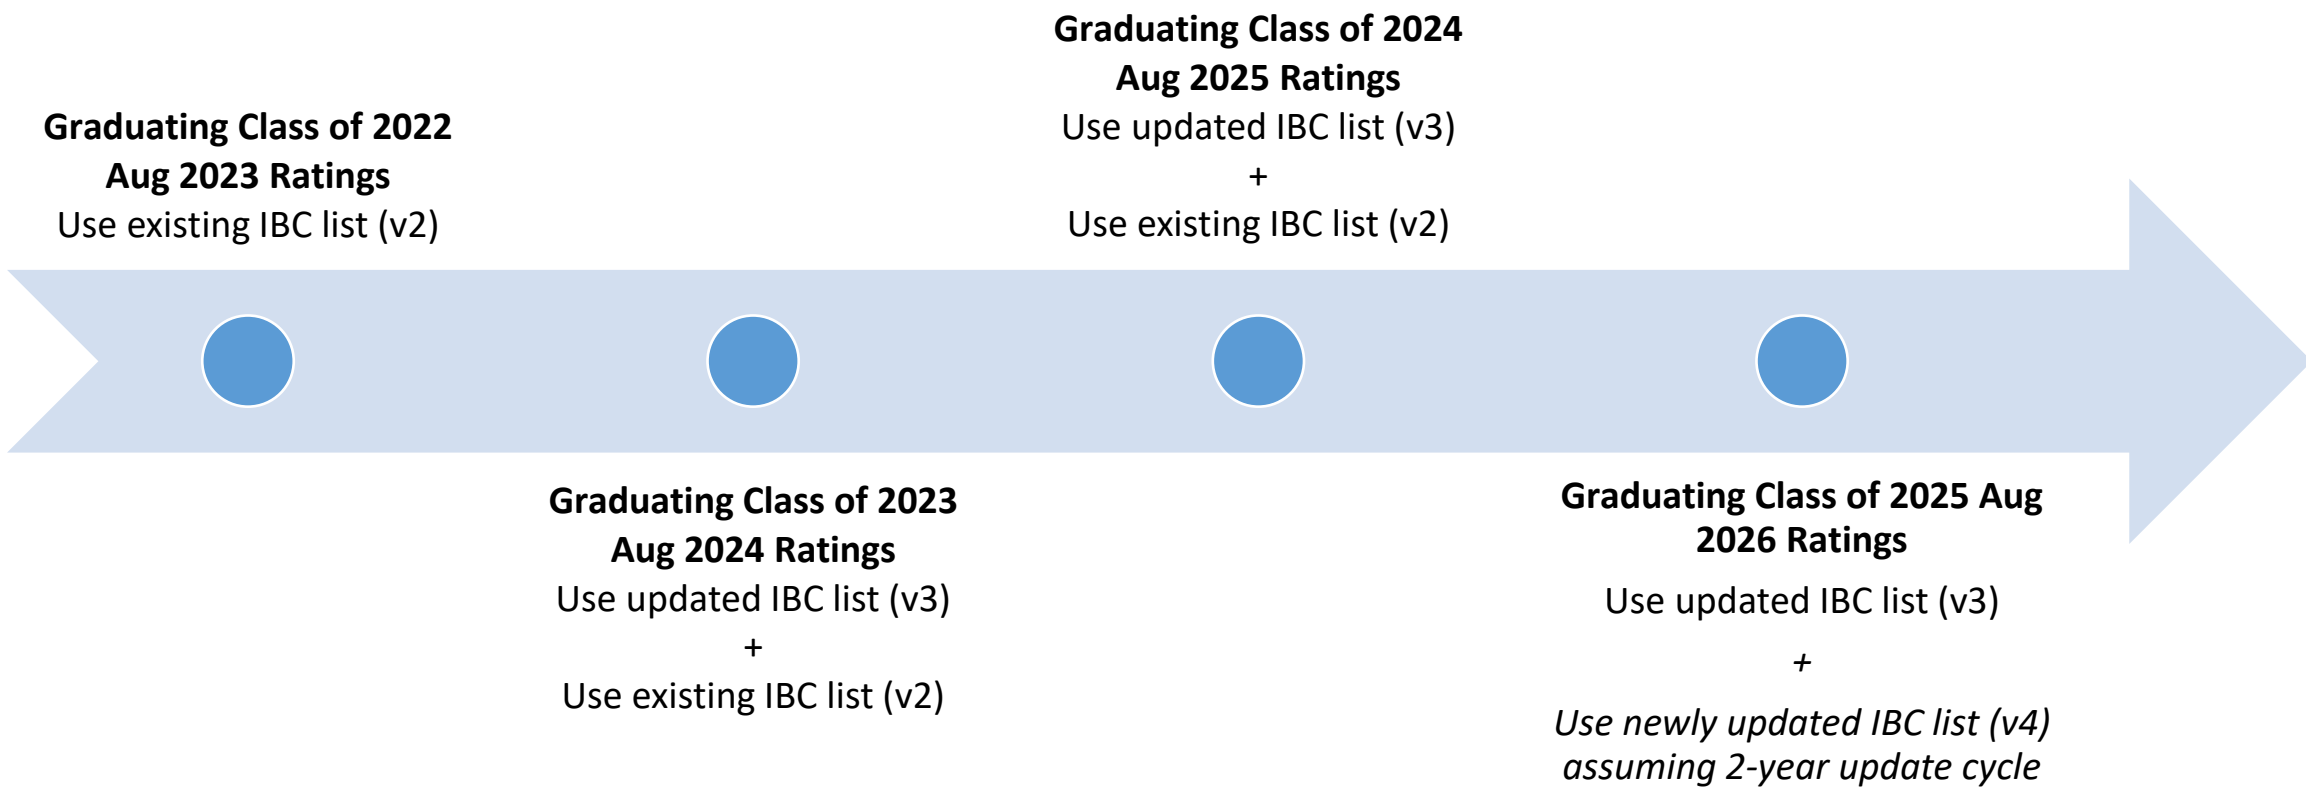 Graduating Class of 2022
Aug 2023 Ratings
Use existing IBC list (v2)
Graduating Class of 2023
Aug 2024 Ratings
Use updated IBC list (v3)
+
Use existing IBC list (v2)
Graduating Class of 2024
Aug 2025 Ratings
Use updated IBC list (v3)
+
Use existing IBC list (v2)
Graduating Class of 2025 Aug
2026 Ratings
Use updated IBC list (v3)
+
Use newly updated IBC list (v4)
assuming 2-year update cycle